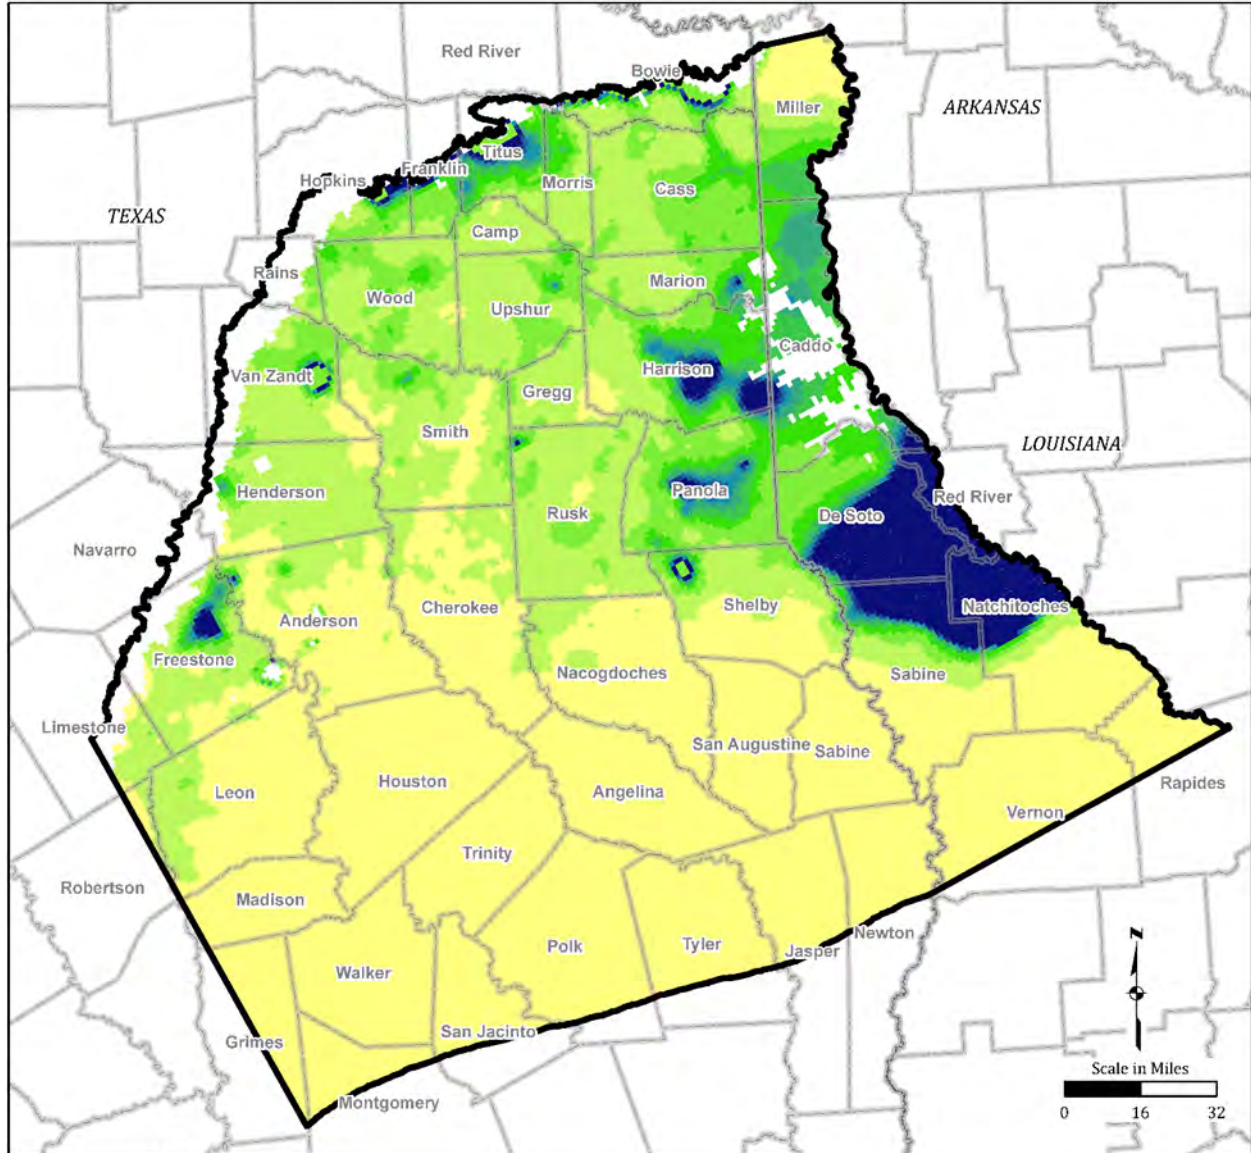 Red River
Bowie
ARKANSAS
Miller
Titus
Franklin
Hopkins
Morris
Cass
TEXAS
Camp
Rains
Marion
Wood
Upshur
Caddo
Van Zandt
Harrison
Gregg
Smith
LOUISIANA
Henderson
Panola
Red River
Rusk
De Soto
Navarro
Cherokee
Shelby
Natchitoches
Anderson
Freestone
Nacogdoches
Sabine
Limestone
San Augustine
Sabine
Houston
Leon
Angelina
Rapides
Vernon
Trinity
Robertson
Madison
Newton
Polk
Tyler
Jasper
Walker
N
Grimes
San Jacinto
Scale in Miles
Montgomery
0 16 32